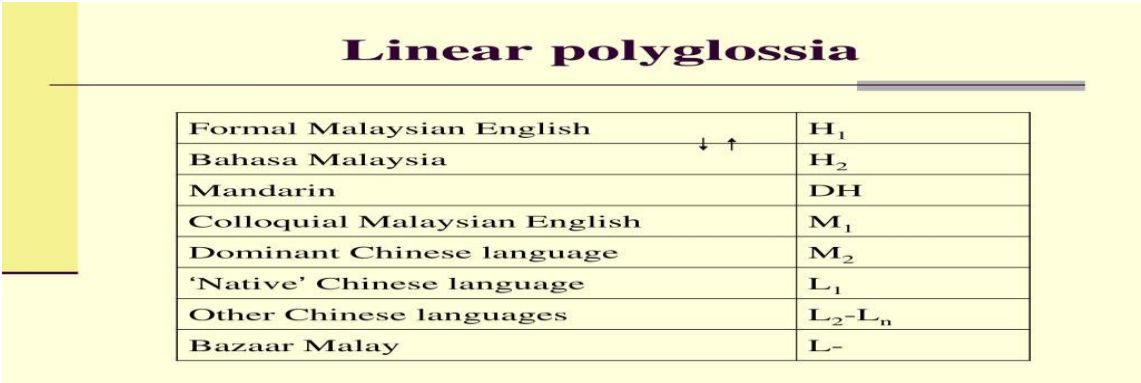 Linear polyglossia
Formal Malaysian English ↓ ↑ H₁
Bahasa Malaysia H₂
Mandarin DH
Colloquial Malaysian English M₁
Dominant Chinese language M₂
‘Native’ Chinese language L₁
Other Chinese languages L₂-Lₙ
Bazaar Malay L-